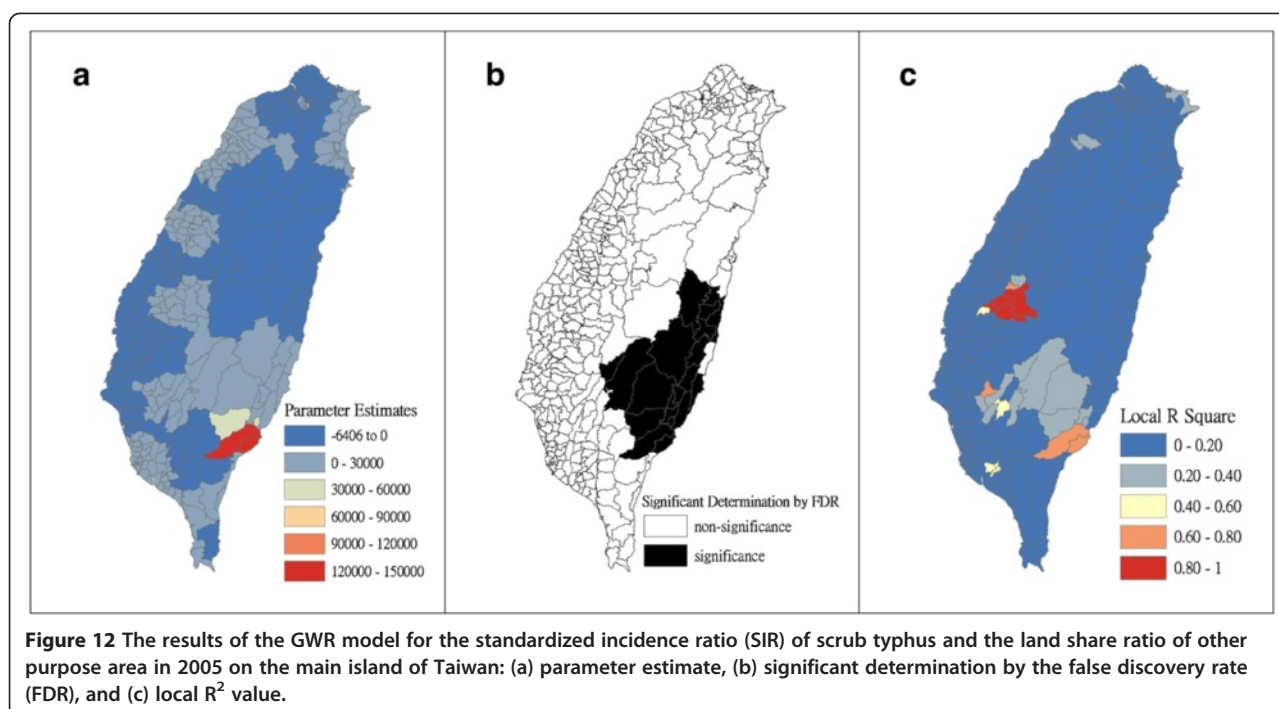 a
Parameter Estimates
-6406 to 0
0 - 30000
30000 - 60000
60000 - 90000
90000 - 120000
120000 - 150000
b
Significant Determination by FDR
non-significance
significance
c
Local R Square
0 - 0.20
0.20 - 0.40
0.40 - 0.60
0.60 - 0.80
0.80 - 1
Figure 12 The results of the GWR model for the standardized incidence ratio (SIR) of scrub typhus and the land share ratio of other
purpose area in 2005 on the main island of Taiwan: (a) parameter estimate, (b) significant determination by the false discovery rate
(FDR), and (c) local R² value.